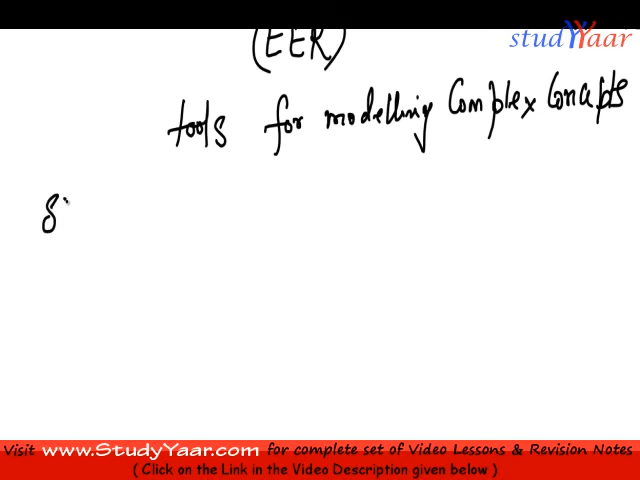 studYYaar
(EER)
tools for modelling Complex Concepts
Visit www.StudyYaar.com for complete set of Video Lessons & Revision Notes
( Click on the Link in the Video Description given below )